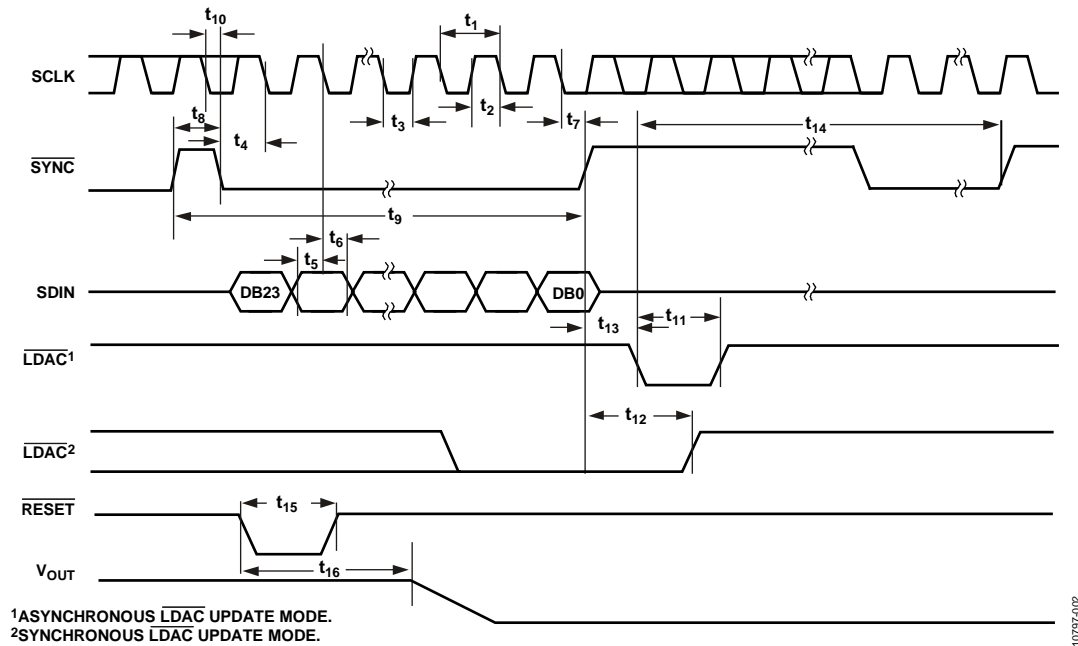 t10
t1
SCLK
t8
t4
t3
t2
t7
t14
SYNC
t9
t6
t5
SDIN
DB23
DB0
t13
t11
LDAC1
t12
LDAC2
RESET
t15
t16
VOUT
1ASYNCHRONOUS LDAC UPDATE MODE.
2SYNCHRONOUS LDAC UPDATE MODE.
10797-002